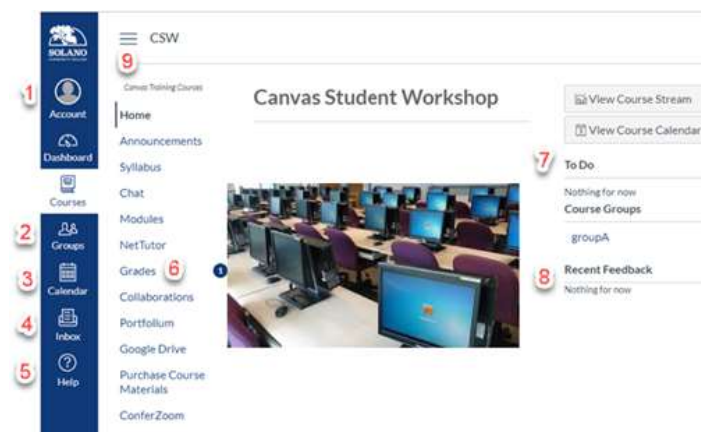 SOLANO
COMMUNITY COLLEGE
CSW
9
1
Account
Dashboard
Courses
2
Groups
3
Calendar
4
Inbox
5
Help
Canvas Training Courses
Home
Announcements
Syllabus
Chat
Modules
NetTutor
Grades
6
1
Collaborations
Portfolium
Google Drive
Purchase Course
Materials
ConferZoom
Canvas Student Workshop
View Course Stream
View Course Calendar
7
To Do
Nothing for now
Course Groups
groupA
8
Recent Feedback
Nothing for now